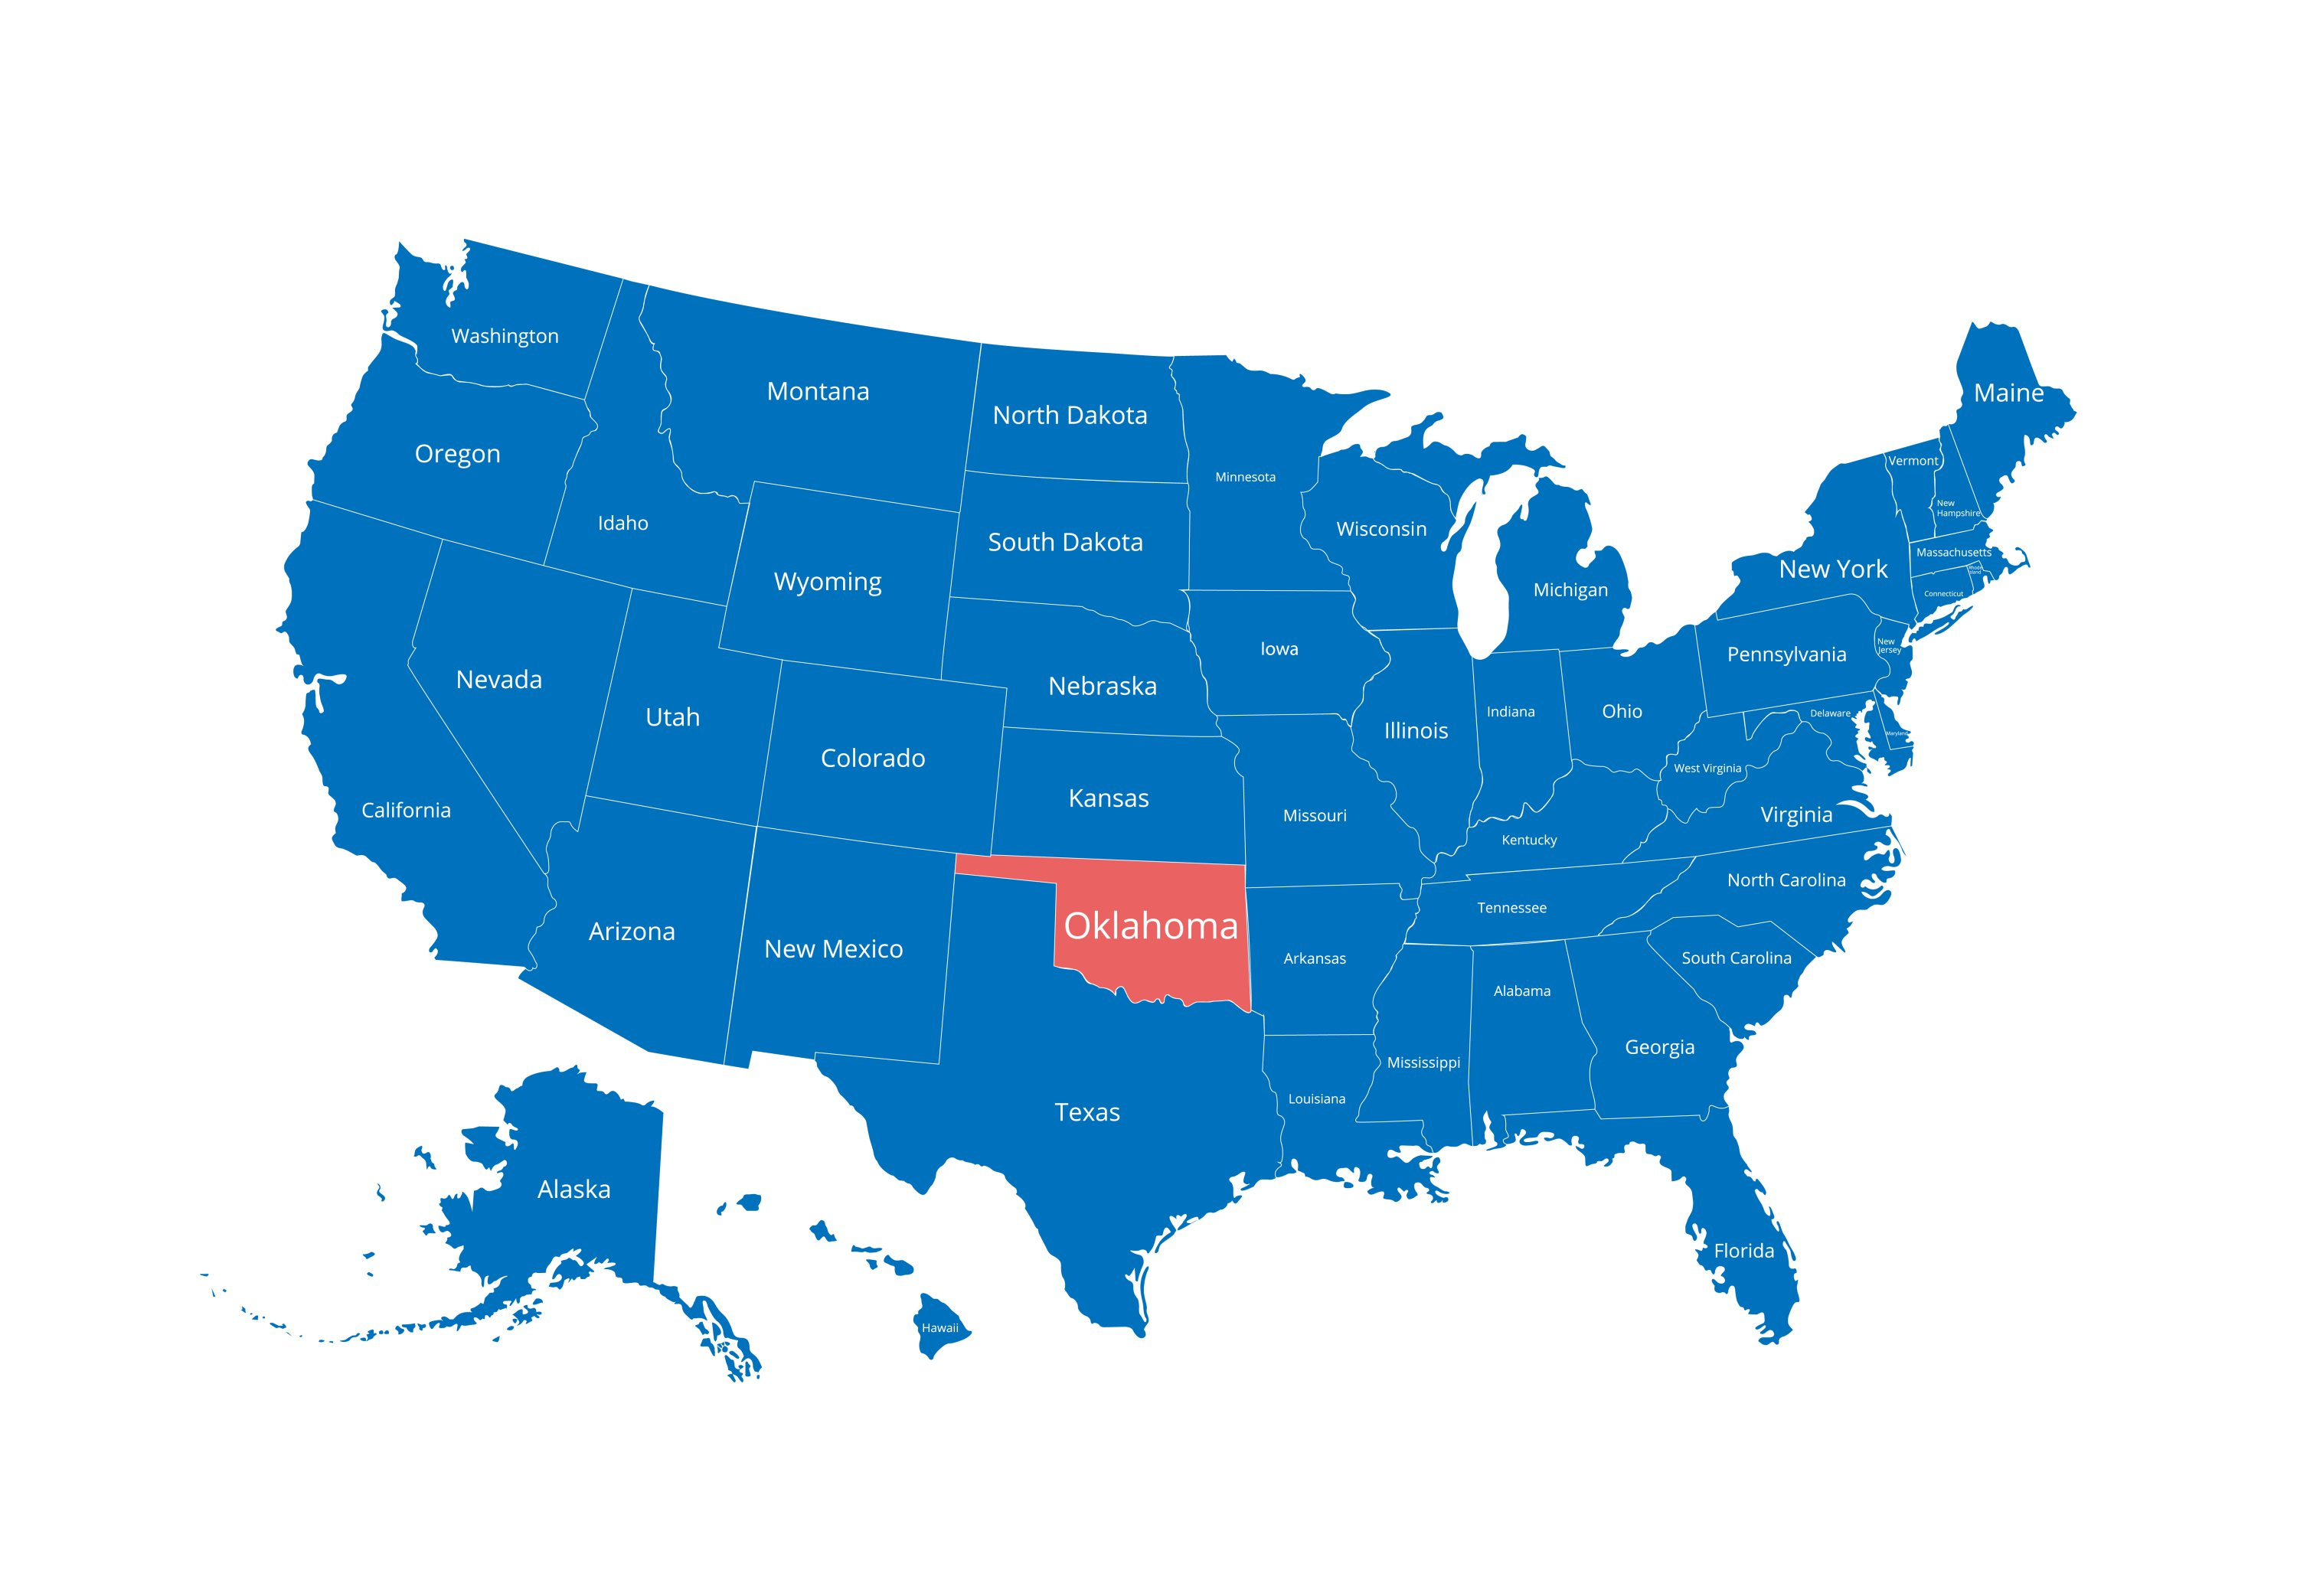 Washington
Montana
Maine
North Dakota
Oregon
Vermont
Minnesota
New
Hampshire
Idaho
Wisconsin
South Dakota
Massachusetts
New York
Rhode
Island
Wyoming
Michigan
Connecticut
Iowa
New
Jersey
Pennsylvania
Nevada
Nebraska
Utah
Indiana
Ohio
Delaware
Illinois
Maryland
Colorado
West Virginia
Kansas
California
Missouri
Virginia
Kentucky
North Carolina
Tennessee
Oklahoma
Arizona
New Mexico
Arkansas
South Carolina
Alabama
Georgia
Mississippi
Louisiana
Texas
Alaska
Florida
Hawaii